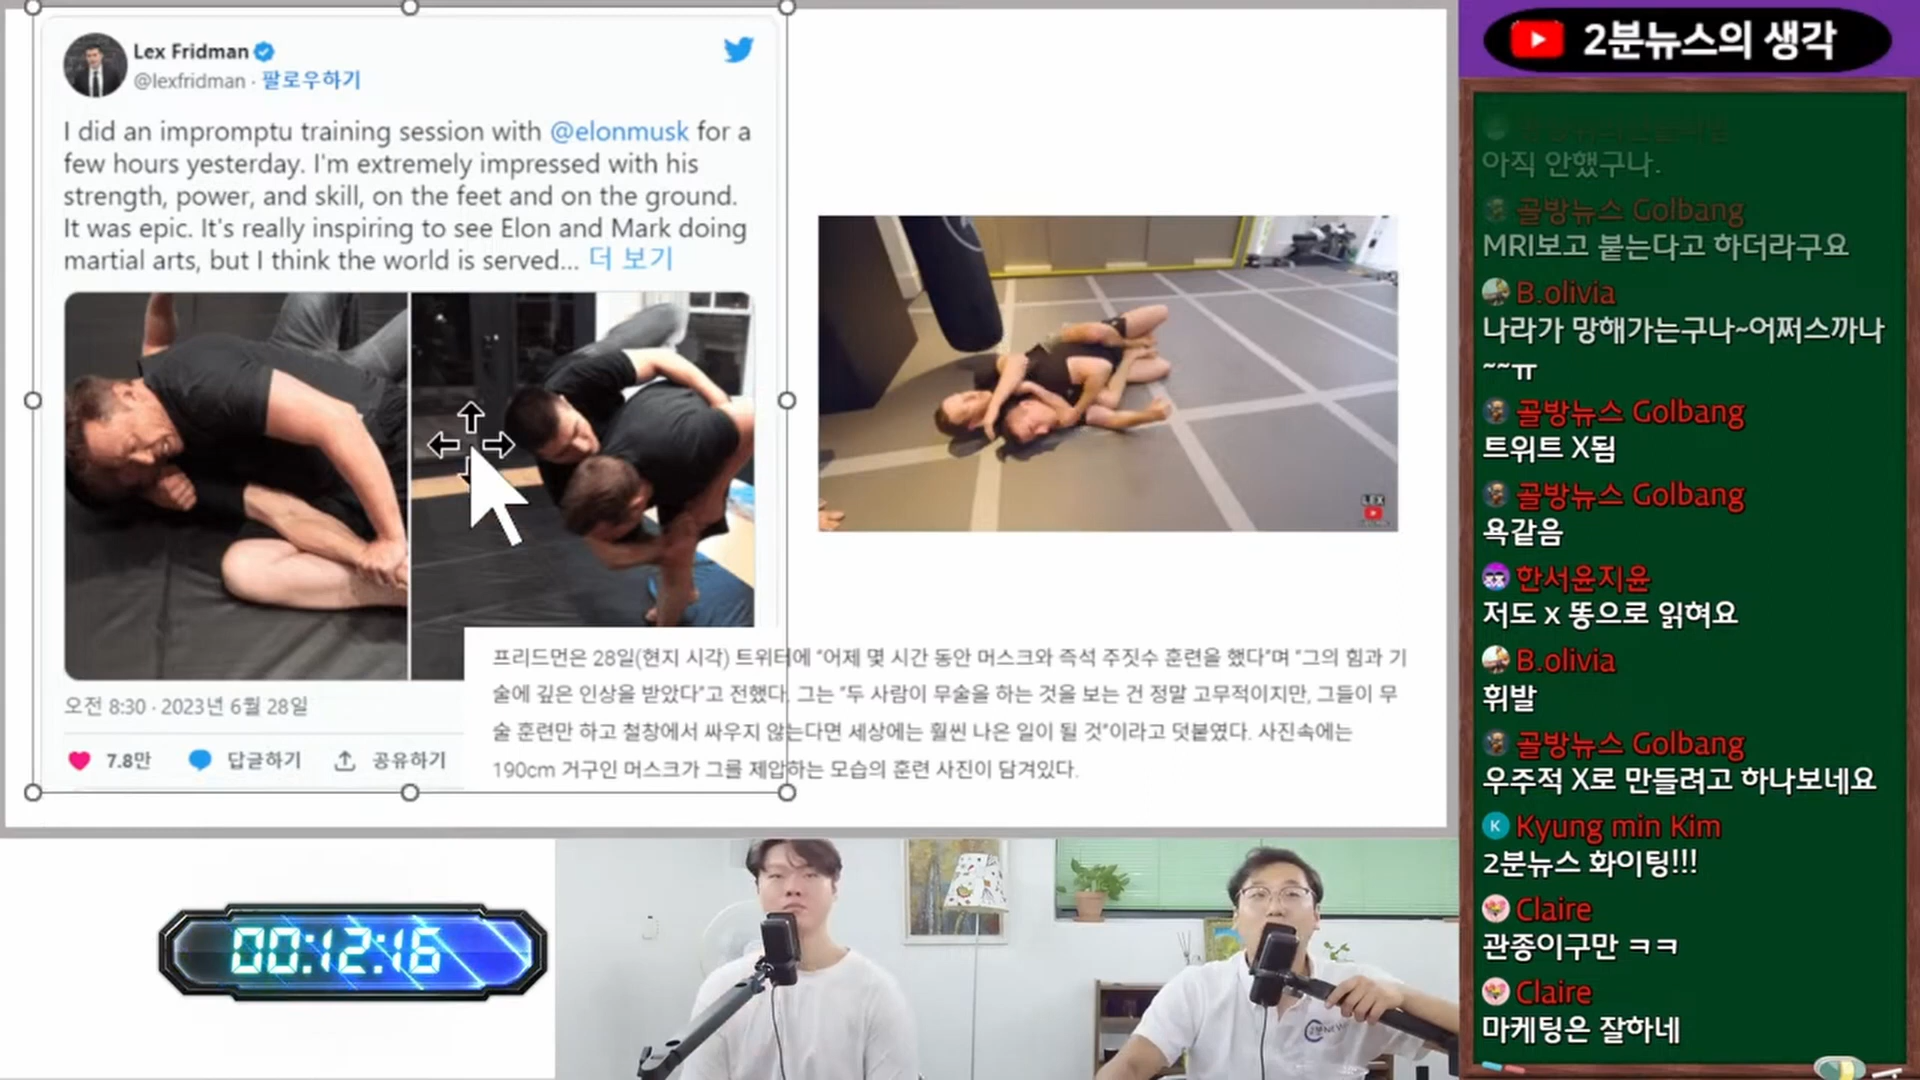 Lex Fridman
@lexfridman · 팔로우하기
I did an impromptu training session with @elonmusk for a
few hours yesterday. I'm extremely impressed with his
strength, power, and skill, on the feet and on the ground.
It was epic. It's really inspiring to see Elon and Mark doing
martial arts, but I think the world is served... 더 보기
LEX
오전 8:30 · 2023년 6월 28일
7.8만 답글하기 공유하기
프리드먼은 28일(현지 시각) 트위터에 “어제 몇 시간 동안 머스크와 즉석 주짓수 훈련을 했다”며 “그의 힘과 기
술에 깊은 인상을 받았다”고 전했다. 그는 “두 사람이 무술을 하는 것을 보는 건 정말 고무적이지만, 그들이 무
술 훈련만 하고 철창에서 싸우지 않는다면 세상에는 훨씬 나은 일이 될 것”이라고 덧붙였다. 사진속에는
190cm 거구인 머스크가 그를 제압하는 모습의 훈련 사진이 담겨있다.
00:12:16
2분뉴스의 생각
아직 안했구나.
골방뉴스 Golbang
MRI보고 붙는다고 하더라구요
B.olivia
나라가 망해가는구나~어쩌스까나
~~ㅠ
골방뉴스 Golbang
트위트 X됨
골방뉴스 Golbang
욕같음
한서윤지윤
저도 x 똥으로 읽혀요
B.olivia
휘발
골방뉴스 Golbang
우주적 X로 만들려고 하나보네요
K Kyung min Kim
2분뉴스 화이팅!!!
Claire
관종이구만 ㅋㅋ
Claire
마케팅은 잘하네